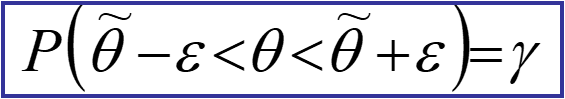 P(θ̃ − ε < θ < θ̃ + ε) = γ